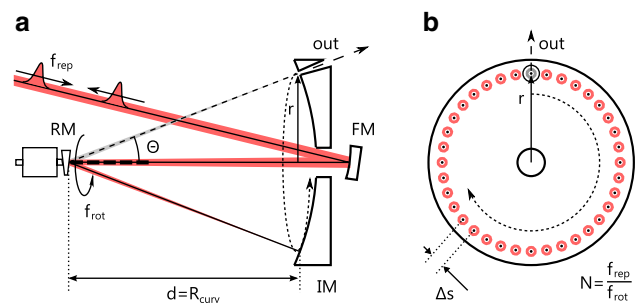 a
out
f_rep
r
RM
FM
Θ
f_rot
d=R_curv
IM
b
out
r
Δs
N=f_rep/f_rot